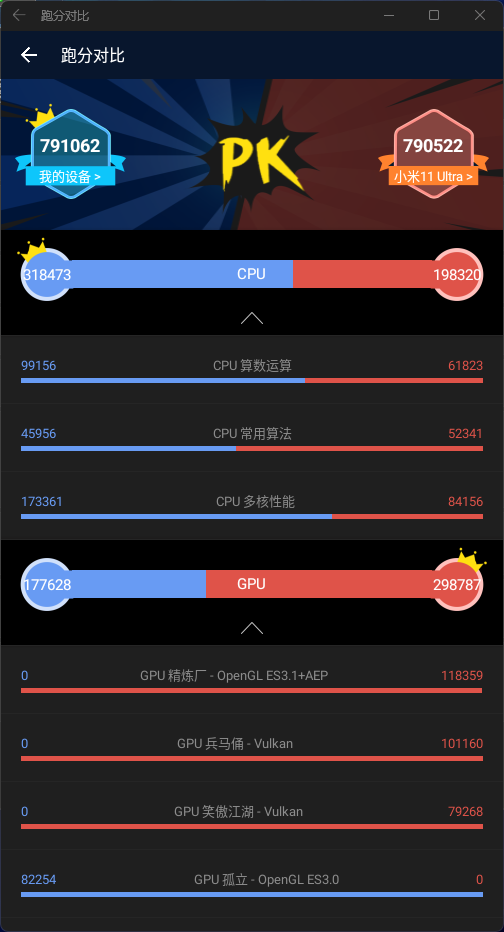 跑分对比
跑分对比
791062
我的设备 >
PK
790522
小米11 Ultra >
318473
CPU
198320
99156 CPU 算数运算 61823
45956 CPU 常用算法 52341
173361 CPU 多核性能 84156
177628
GPU
298787
0 GPU 精炼厂 - OpenGL ES3.1+AEP 118359
0 GPU 兵马俑 - Vulkan 101160
0 GPU 笑傲江湖 - Vulkan 79268
82254 GPU 孤立 - OpenGL ES3.0 0